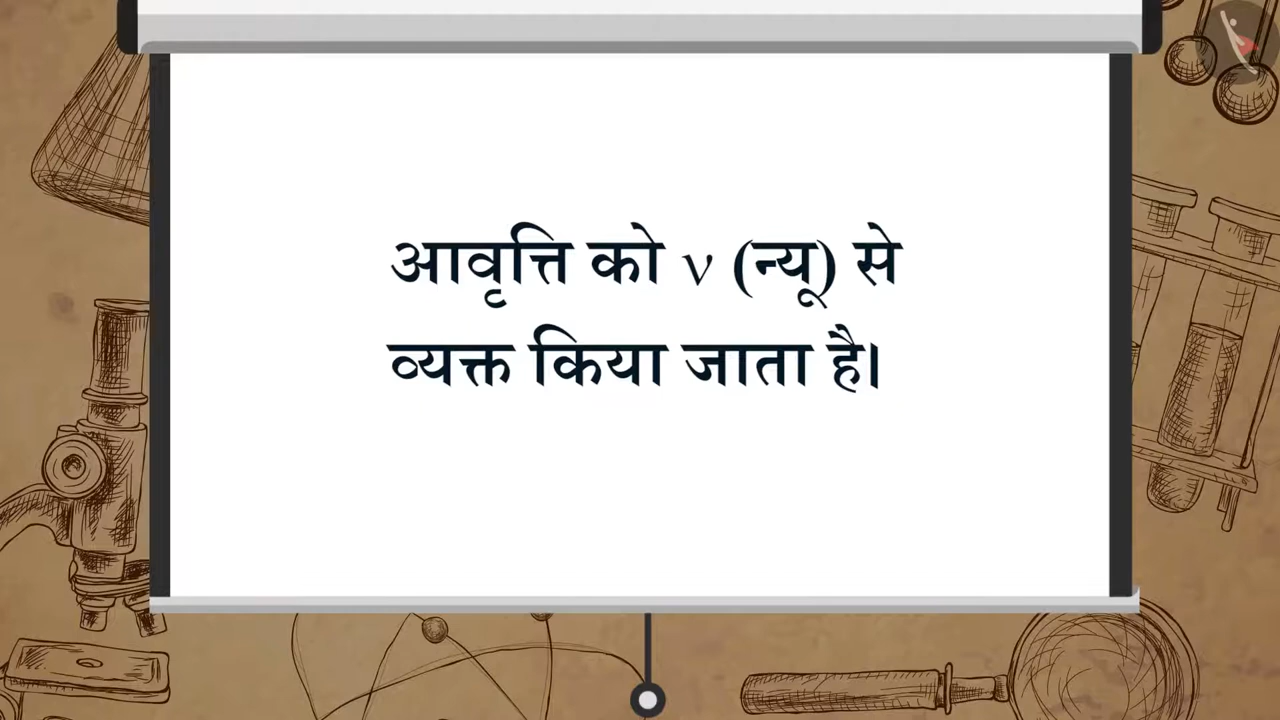 आवृत्ति को ν (न्यू) से
व्यक्त किया जाता है।